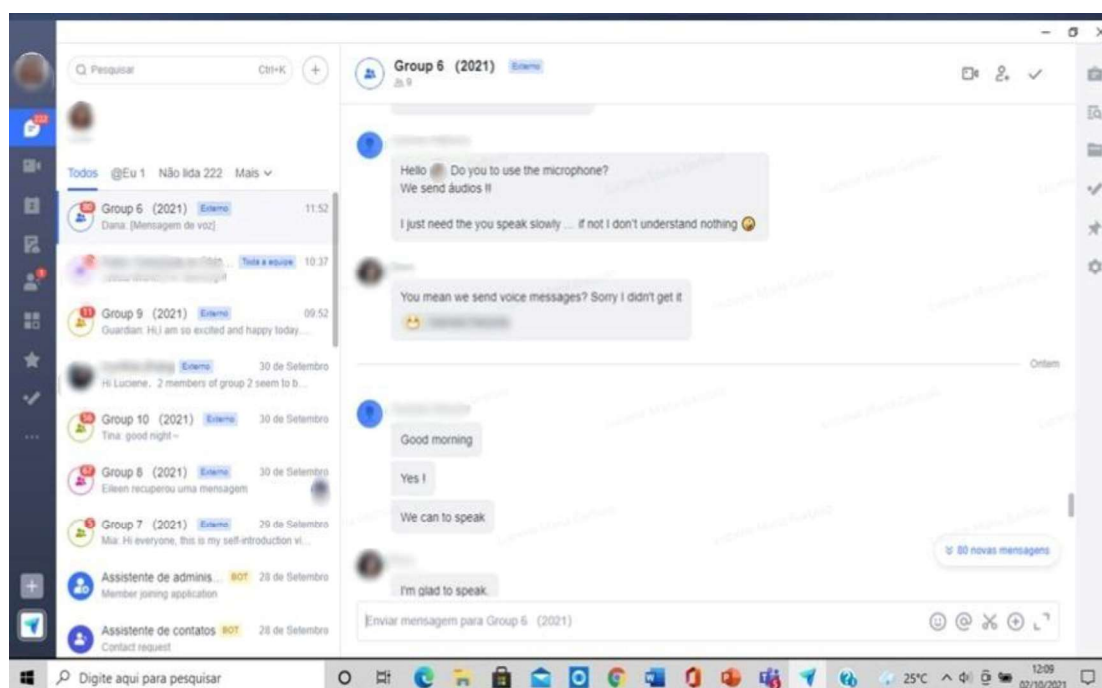 Pesquisar Ctrl+K
Todos @Eu 1 Não lida 222 Mais
222
Group 6 (2021) Externo 11:52
Dana: [Mensagem de voz]
Toda a equipe 10:37
Group 9 (2021) Externo 09:52
Guardian: Hi,I am so excited and happy today....
Externo 30 de Setembro
Hi Luciene, 2 members of group 2 seem to b...
Group 10 (2021) Externo 30 de Setembro
Tina: good night~
Group 8 (2021) Externo 30 de Setembro
Eileen recuperou uma mensagem
Group 7 (2021) Externo 29 de Setembro
Mia: Hi everyone, this is my self-introduction vi...
Assistente de adminis... BOT 28 de Setembro
Member joining application
Assistente de contatos BOT 28 de Setembro
Contact request
Group 6 (2021) Externo
9
Hello Do you to use the microphone?
We send áudios !!
I just need the you speak slowly ... if not I don't understand nothing
You mean we send voice messages? Sorry I didn't get it
Ontem
Good morning
Yes !
We can to speak
80 novas mensagens
I'm glad to speak.
Enviar mensagem para Group 6 (2021)
Digite aqui para pesquisar
25°C
12:09
02/10/2021